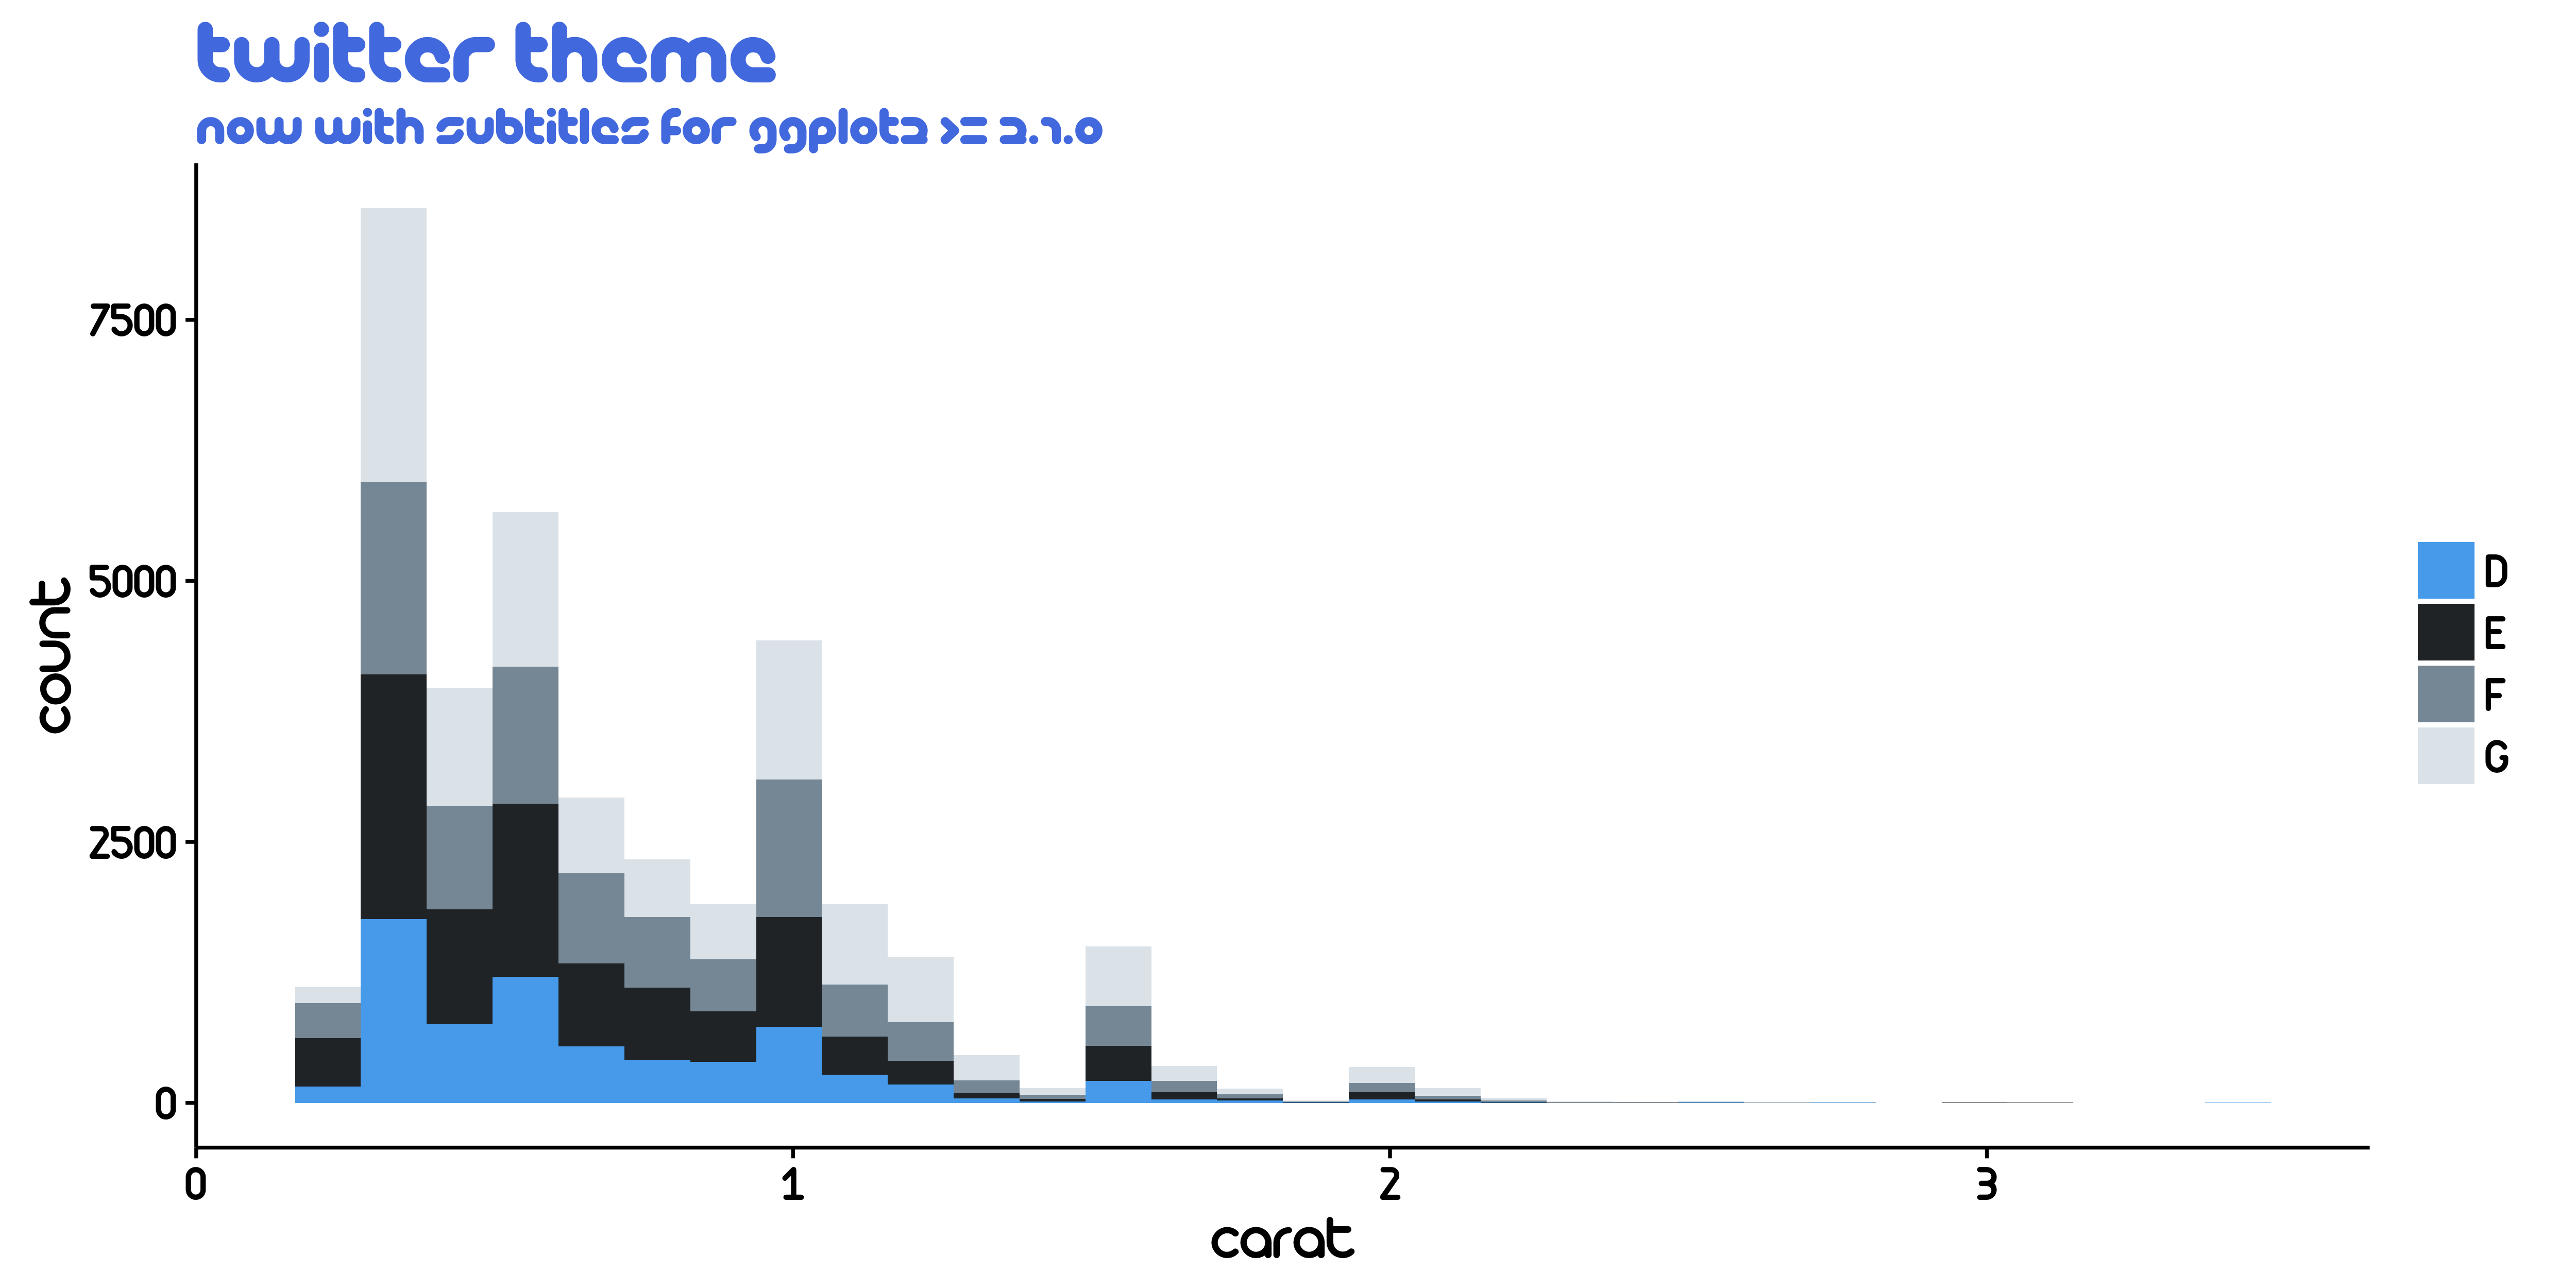 twitter theme
now with subtitles for ggplot2 >= 2.1.0
7500
5000
2500
0
count
0 1 2 3
carat
D
E
F
G